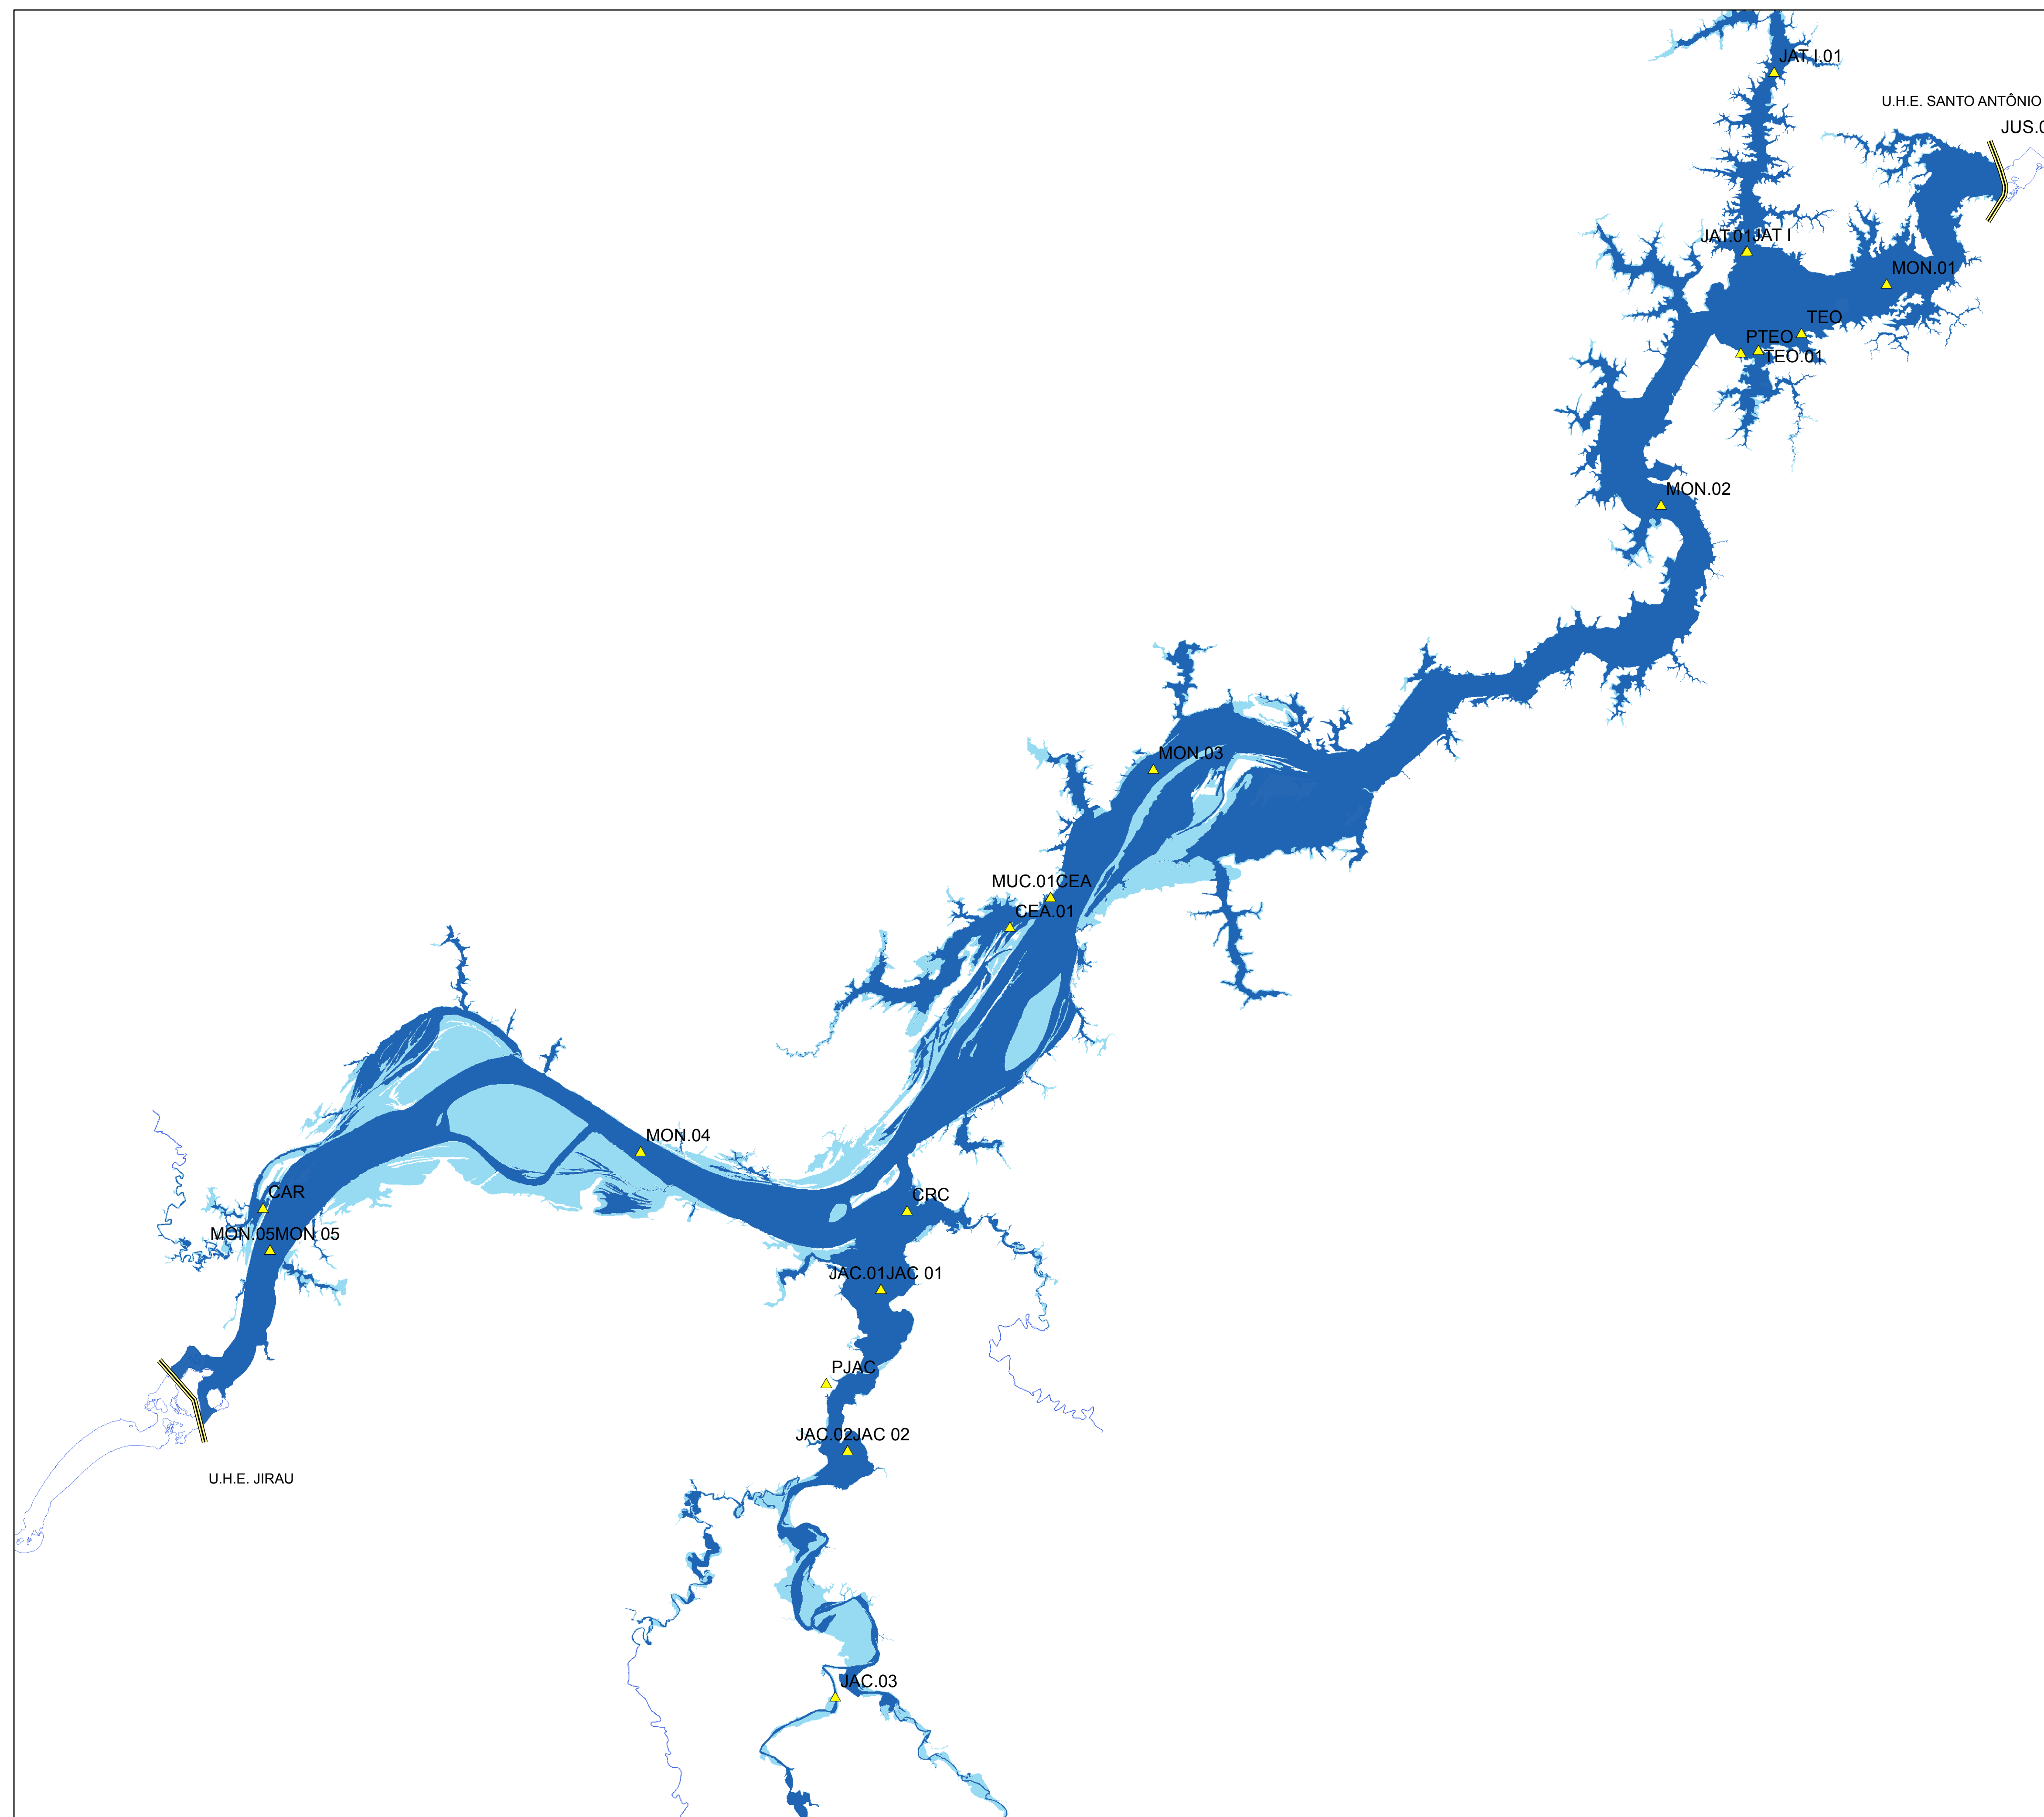 JAT I.01
U.H.E. SANTO ANTÔNIO
JAT.01JAT I
MON.01
TEO
PTEO
TEO.01
MON.02
MON.03
MUC.01CEA
CEA.01
MON.04
CAR
CRC
MON.05MON 05
JAC.01JAC 01
PJAC
JAC.02JAC 02
U.H.E. JIRAU
JAC.03